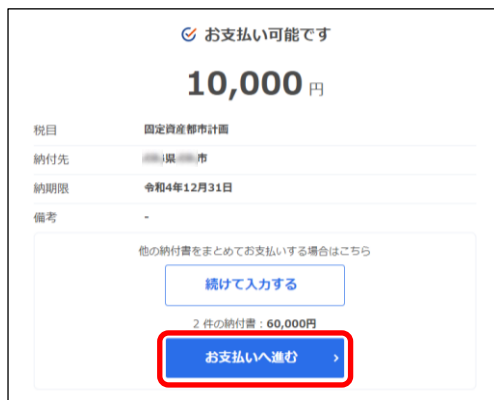 お支払い可能です
10,000 円
税目 固定資産都市計画
納付先 県 市
納期限 令和4年12月31日
備考 -
他の納付書をまとめてお支払いする場合はこちら
続けて入力する
2 件の納付書：60,000円
お支払いへ進む